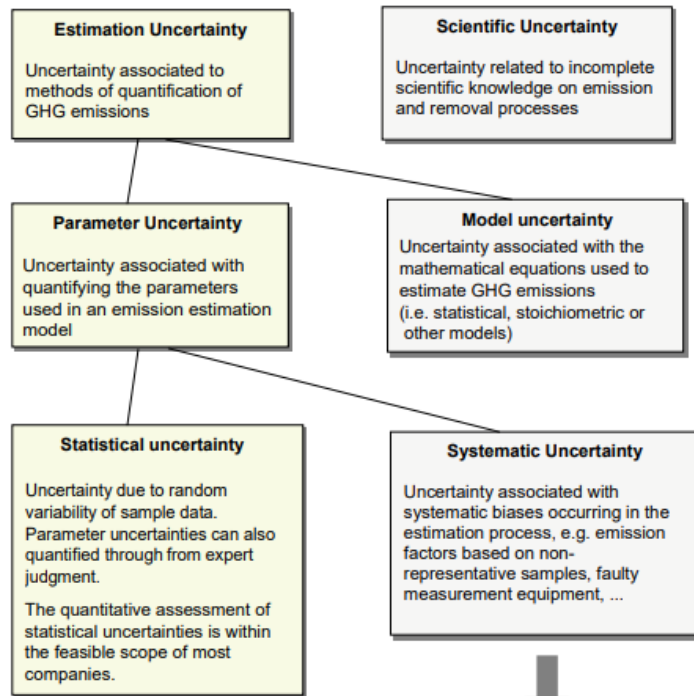 Estimation Uncertainty
Uncertainty associated to
methods of quantification of
GHG emissions
Scientific Uncertainty
Uncertainty related to incomplete
scientific knowledge on emission
and removal processes
Parameter Uncertainty
Uncertainty associated with
quantifying the parameters
used in an emission estimation
model
Model uncertainty
Uncertainty associated with the
mathematical equations used to
estimate GHG emissions
(i.e. statistical, stoichiometric or
other models)
Statistical uncertainty
Uncertainty due to random
variability of sample data.
Parameter uncertainties can also
quantified through from expert
judgment.
The quantitative assessment of
statistical uncertainties is within
the feasible scope of most
companies.
Systematic Uncertainty
Uncertainty associated with
systematic biases occurring in the
estimation process, e.g. emission
factors based on non-
representative samples, faulty
measurement equipment, ...